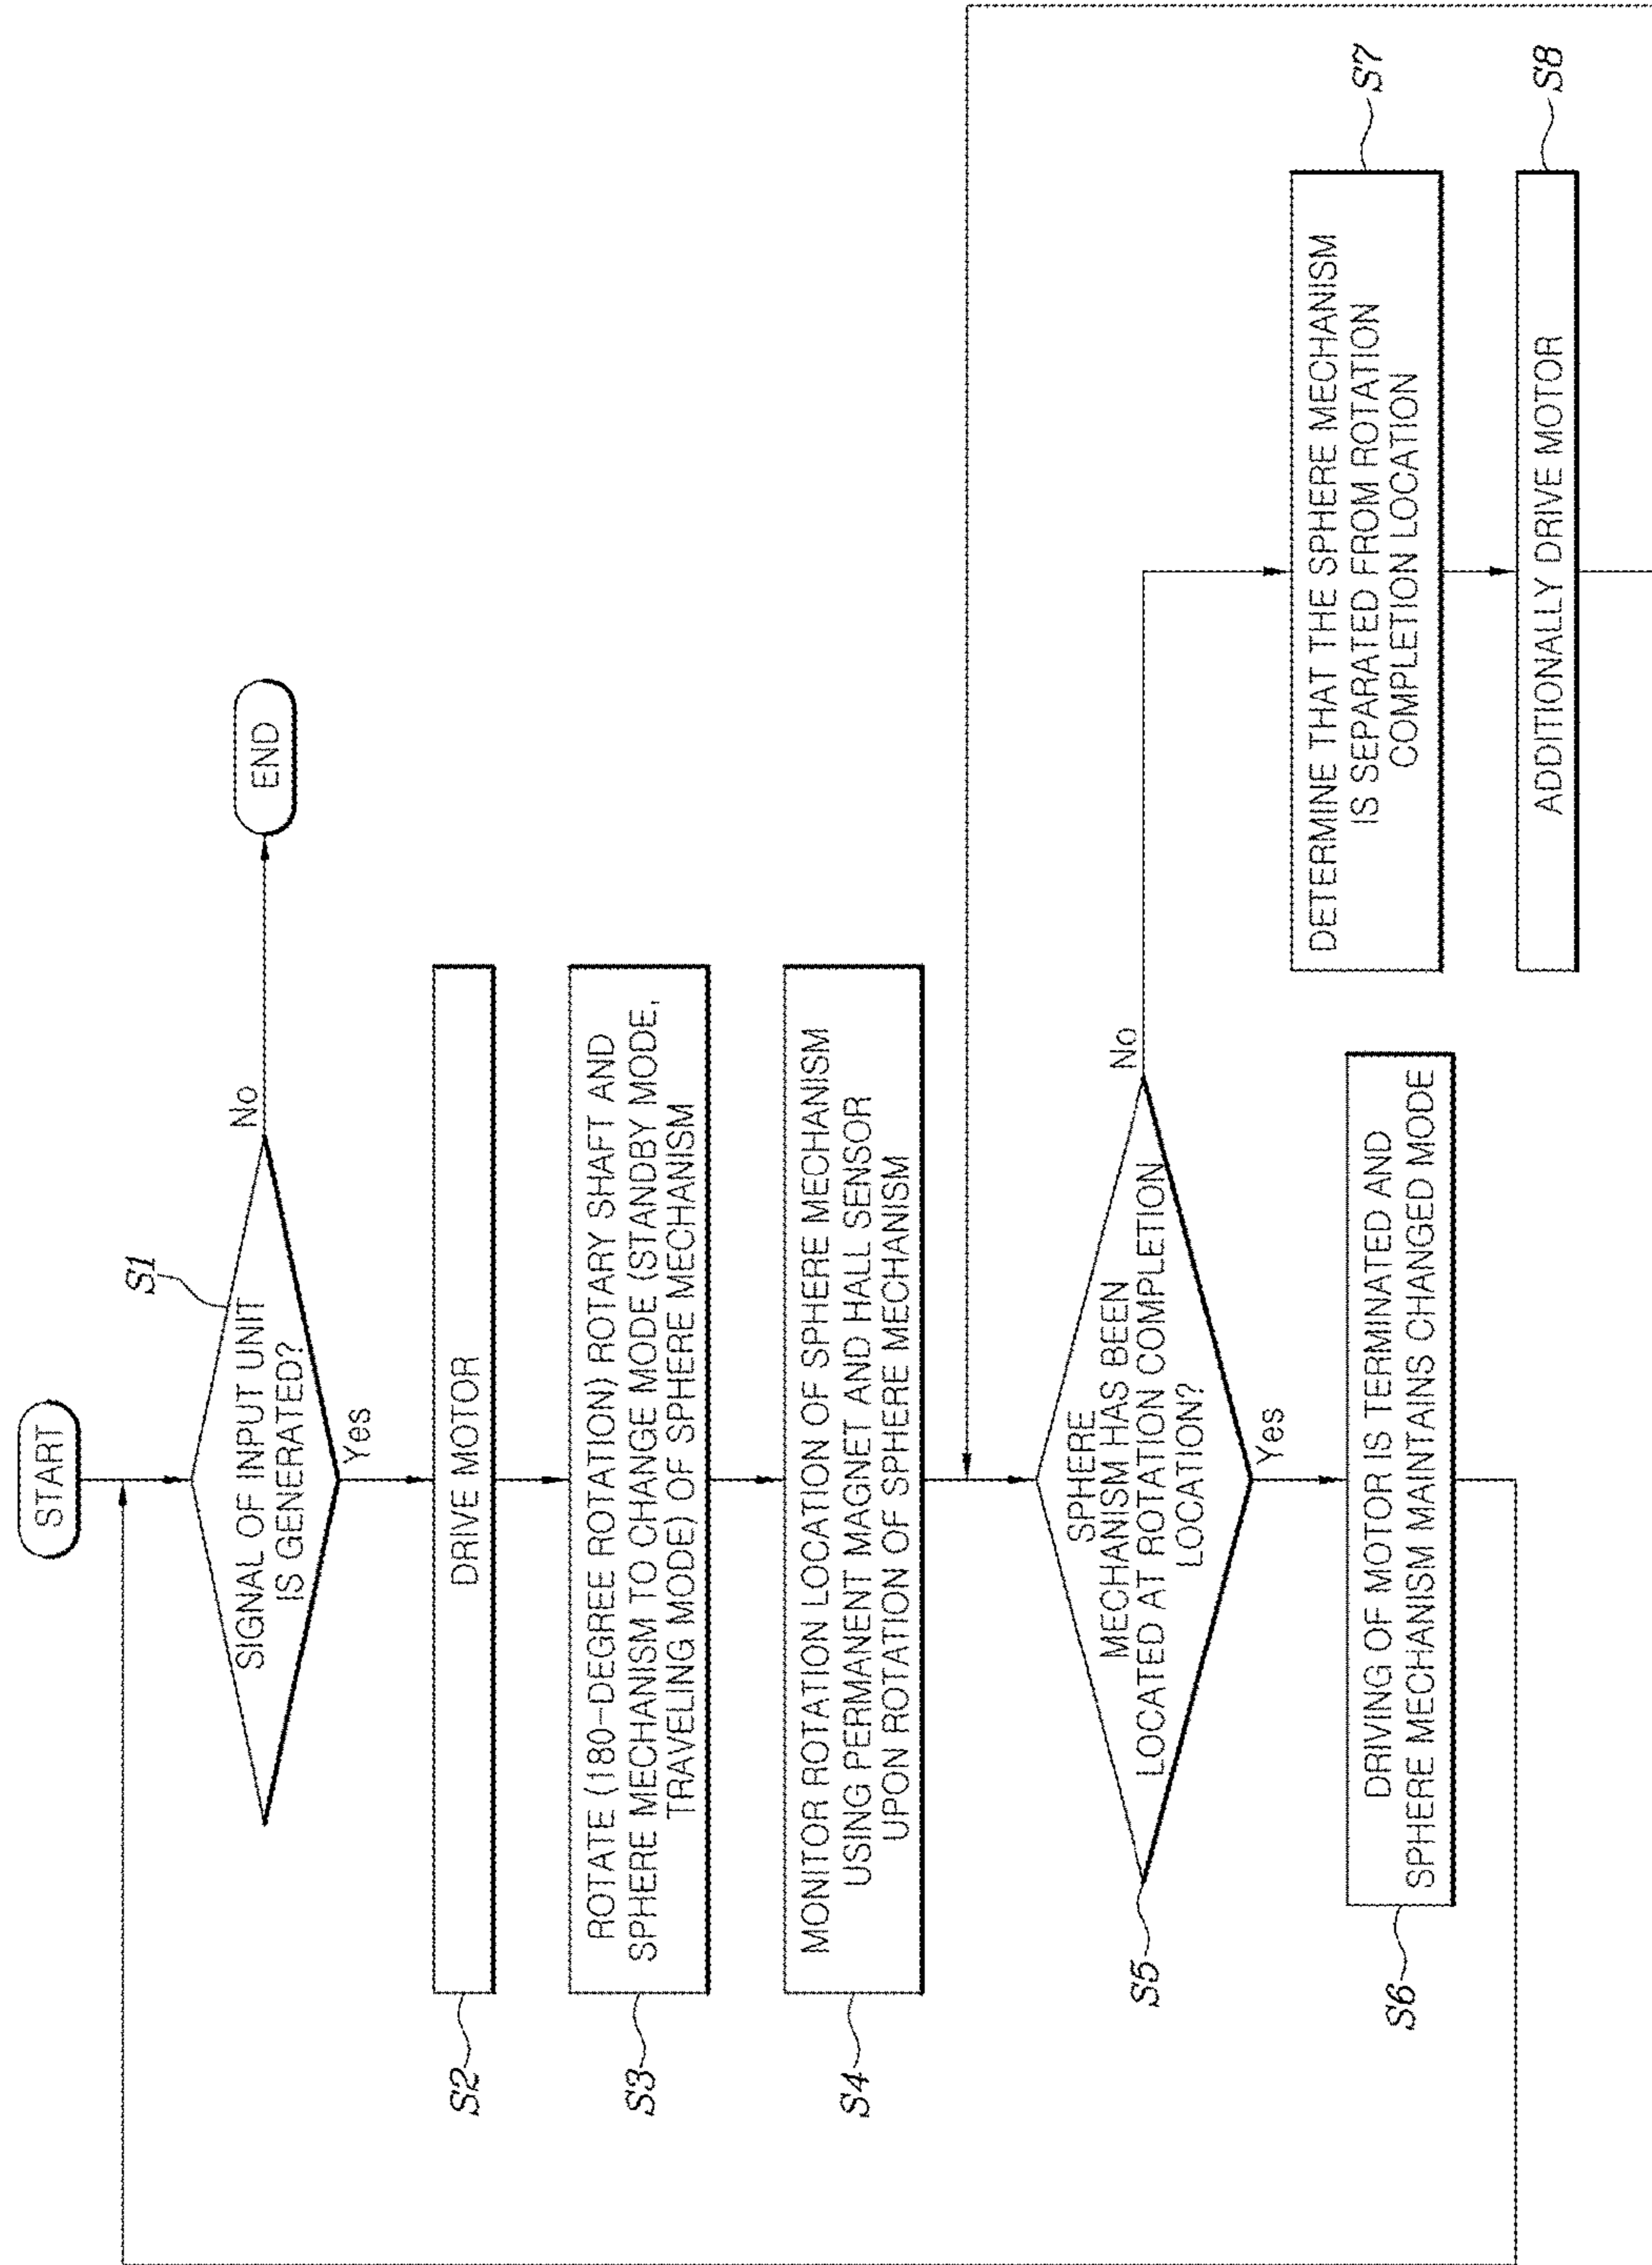 START
S1
SIGNAL OF INPUT UNIT
IS GENERATED?
No
END
Yes
S2
DRIVE MOTOR
S3
ROTATE (180-DEGREE ROTATION) ROTARY SHAFT AND
SPHERE MECHANISM TO CHANGE MODE (STANDBY MODE,
TRAVELING MODE) OF SPHERE MECHANISM
S4
MONITOR ROTATION LOCATION OF SPHERE MECHANISM
USING PERMANENT MAGNET AND HALL SENSOR
UPON ROTATION OF SPHERE MECHANISM
S5
SPHERE
MECHANISM HAS BEEN
LOCATED AT ROTATION COMPLETION
LOCATION?
No
Yes
S6
DRIVING OF MOTOR IS TERMINATED AND
SPHERE MECHANISM MAINTAINS CHANGED MODE
S7
DETERMINE THAT THE SPHERE MECHANISM
IS SEPARATED FROM ROTATION
COMPLETION LOCATION
S8
ADDITIONALLY DRIVE MOTOR